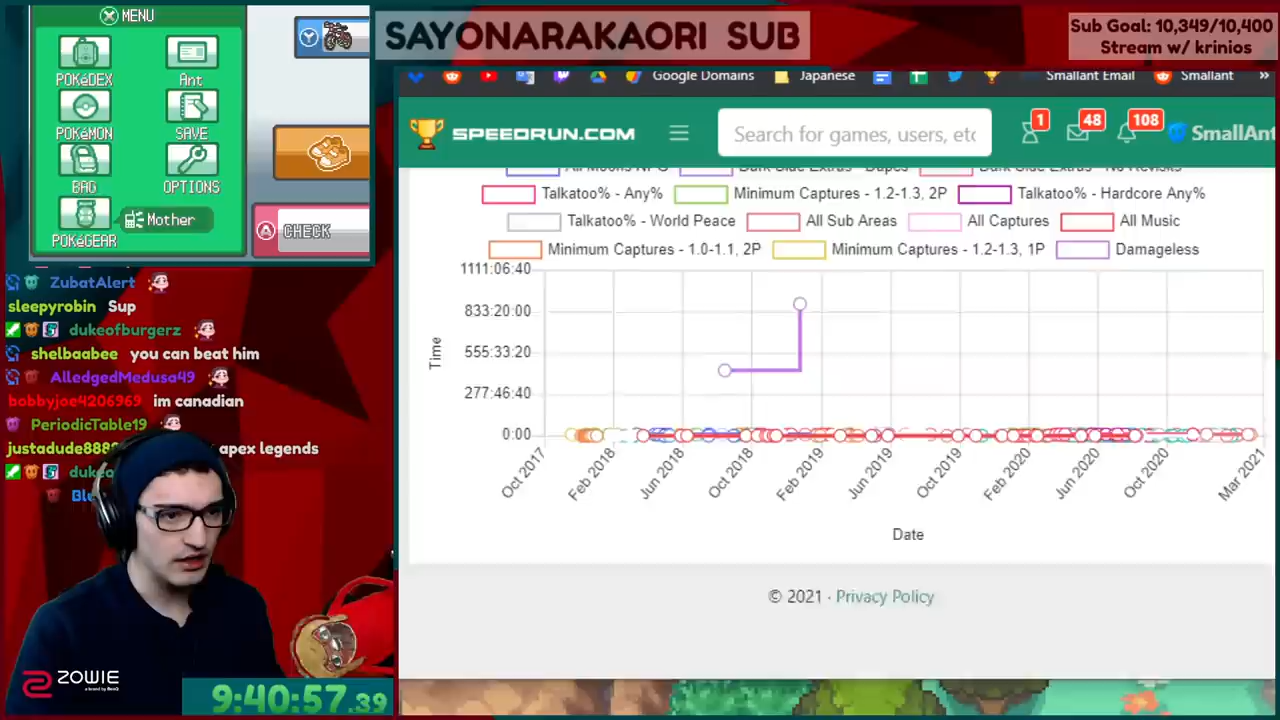 MENU
POKéDEX
Ant
POKéMON
SAVE
BAG
OPTIONS
Mother
POKéGEAR
Y
A CHECK
SAYONARAKAORI SUB
Sub Goal: 10,349/10,400
Stream w/ krinios
Google Domains
Japanese
Smallant Email
Smallant
»
SPEEDRUN.COM
Search for games, users, etc
1
48
108
SmallAnt
Talkatoo% - Any%
Minimum Captures - 1.2-1.3, 2P
Talkatoo% - Hardcore Any%
Talkatoo% - World Peace
All Sub Areas
All Captures
All Music
Minimum Captures - 1.0-1.1, 2P
Minimum Captures - 1.2-1.3, 1P
Damageless
1111:06:40
833:20:00
555:33:20
277:46:40
0:00
Time
Oct 2017
Feb 2018
Jun 2018
Oct 2018
Feb 2019
Jun 2019
Oct 2019
Feb 2020
Jun 2020
Oct 2020
Mar 2021
Date
© 2021 · Privacy Policy
ZubatAlert
sleepyrobin Sup
dukeofburgerz
shelbaabee you can beat him
AlledgedMedusa49
bobbyjoe4206969 im canadian
PeriodicTable19
apex legends
ZOWIE
9:40:57.39